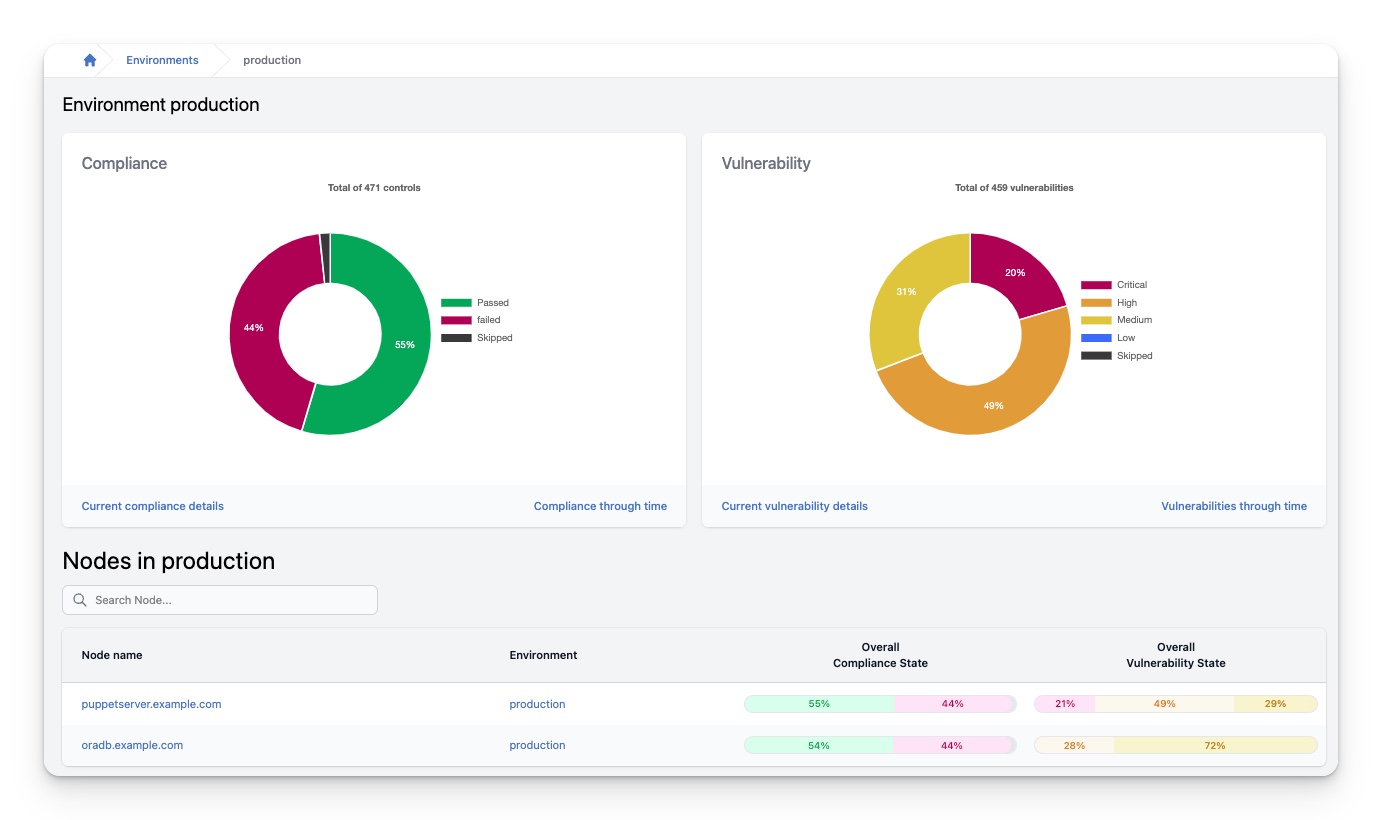 Environments
production
Environment production
Compliance
Total of 471 controls
44%
55%
Passed
failed
Skipped
Current compliance details
Compliance through time
Vulnerability
Total of 459 vulnerabilities
20%
31%
49%
Critical
High
Medium
Low
Skipped
Current vulnerability details
Vulnerabilities through time
Nodes in production
Search Node...
Node name
Environment
Overall
Compliance State
Overall
Vulnerability State
puppetserver.example.com
production
55%
44%
21%
49%
29%
oradb.example.com
production
54%
44%
28%
72%